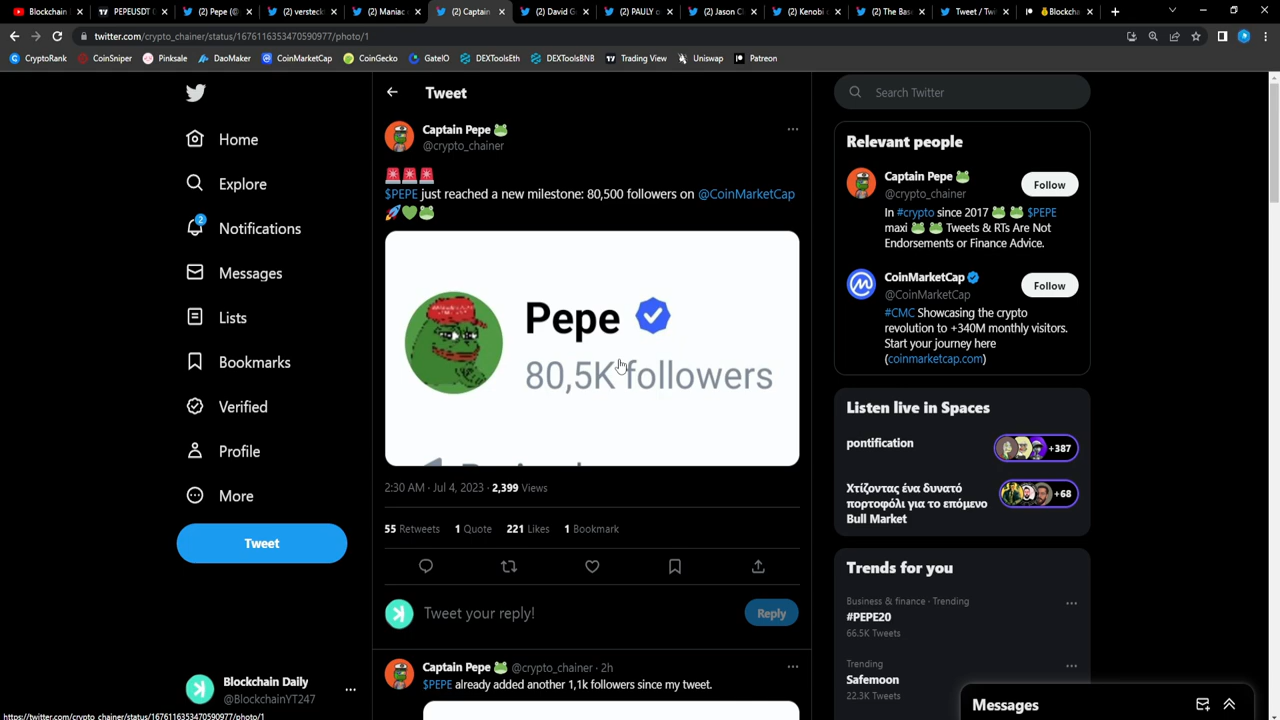 (2) Blockchain
PEPEUSDT
(2) Pepe (@
(2) versteck
(2) Maniac
(2) Captain
(2) David G
(2) PAULY
(2) Jason C
(2) Kenobi
(2) The Bas
Tweet / Tw
Blockcha
twitter.com/crypto_chainer/status/1676116353470590977/photo/1
CryptoRank CoinSniper Pinksale DaoMaker CoinMarketCap CoinGecko GateIO DEXToolsEth DEXToolsBNB Trading View Uniswap Patreon
Home
Explore
2
Notifications
Messages
Lists
Bookmarks
Verified
Profile
More
Tweet
Blockchain Daily
@BlockchainYT247
https://twitter.com/crypto_chainer/status/1676116353470590977/photo/1
Tweet
Captain Pepe 🐸
@crypto_chainer
🚨🚨🚨
$PEPE just reached a new milestone: 80,500 followers on @CoinMarketCap
🚀💚🐸
Pepe
80,5K followers
2:30 AM · Jul 4, 2023 · 2,399 Views
55 Retweets 1 Quote 221 Likes 1 Bookmark
Tweet your reply!
Reply
Captain Pepe 🐸 @crypto_chainer · 2h
$PEPE already added another 1,1k followers since my tweet.
Search Twitter
Relevant people
Captain Pepe 🐸
@crypto_chainer
Follow
In #crypto since 2017 🐸 🐸 $PEPE
maxi 🐸 🐸 Tweets & RTs Are Not
Endorsements or Finance Advice.
CoinMarketCap
@CoinMarketCap
Follow
#CMC Showcasing the crypto
revolution to +340M monthly visitors.
Start your journey here
(coinmarketcap.com)
Listen live in Spaces
pontification
+387
Χτίζοντας ένα δυνατό
πορτοφόλι για το επόμενο
Bull Market
+68
Trends for you
Business & finance · Trending
#PEPE20
66.5K Tweets
Trending
Safemoon
22.3K Tweets
Messages